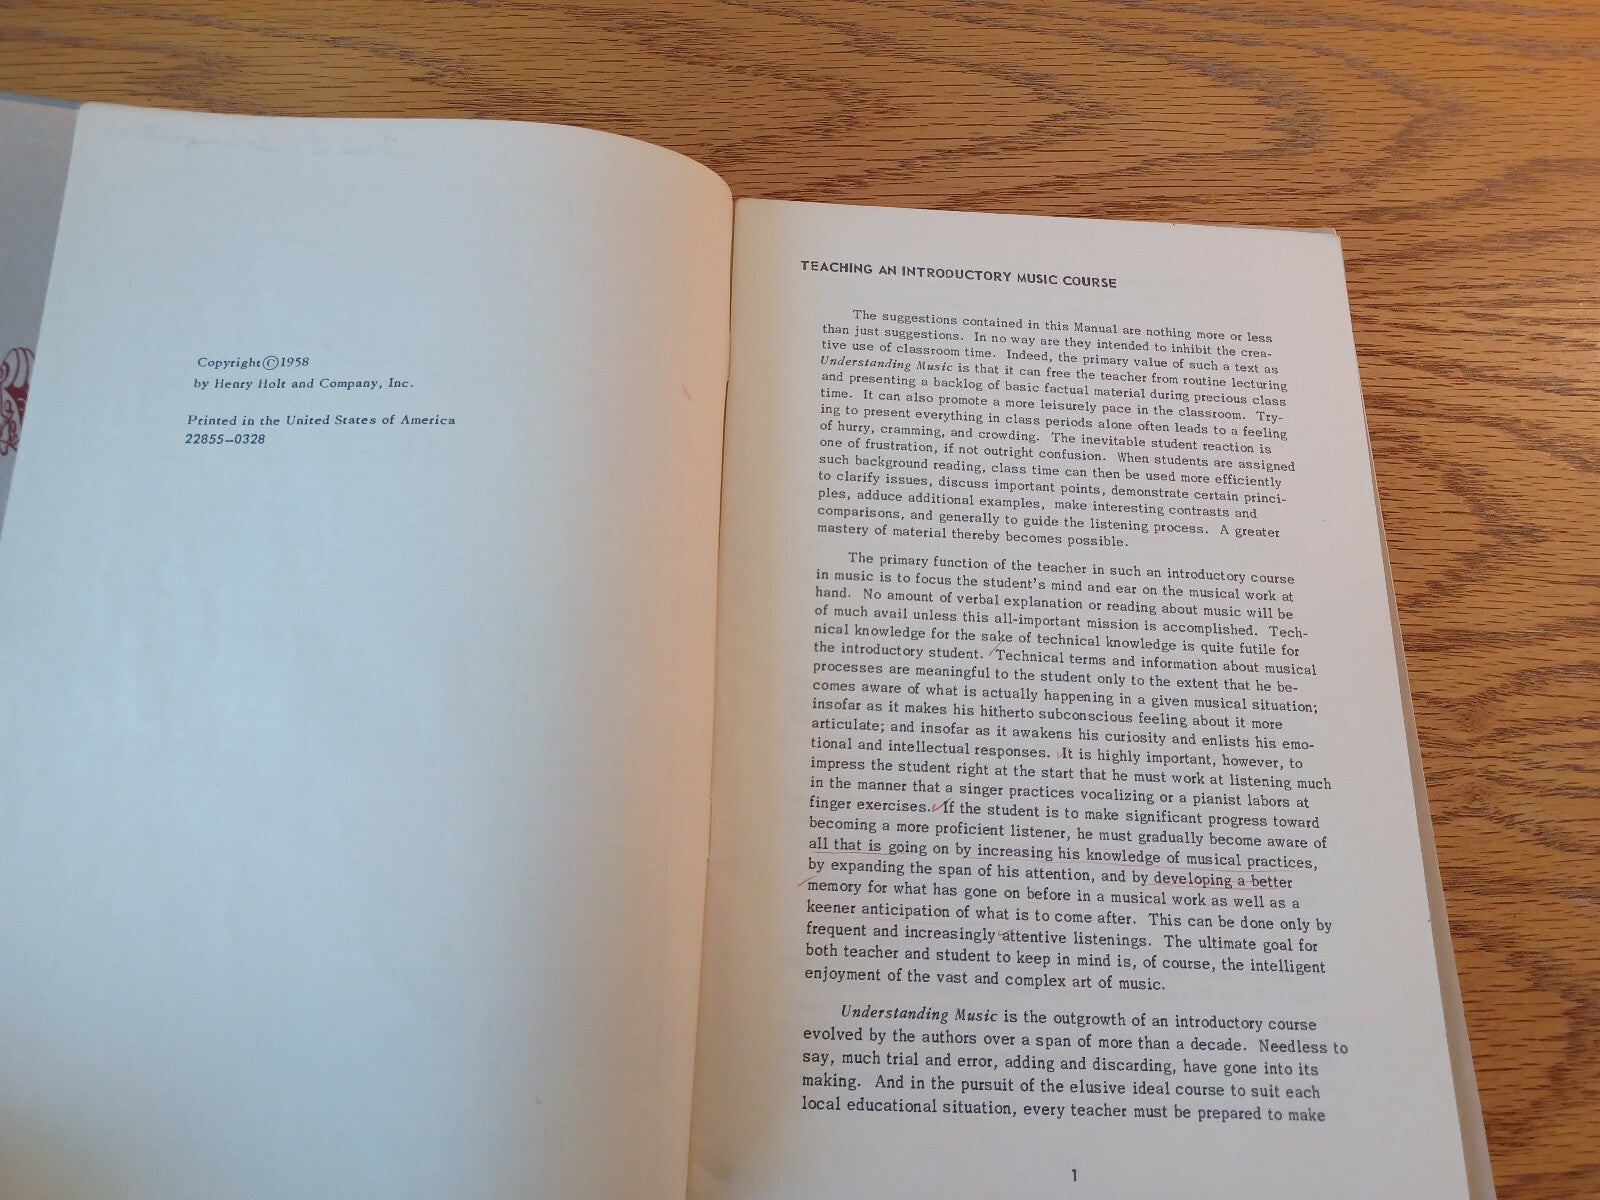 Copyright©1958
by Henry Holt and Company, Inc.
Printed in the United States of America
22855–0328
TEACHING AN INTRODUCTORY MUSIC COURSE
The suggestions contained in this Manual are nothing more or less
than just suggestions. In no way are they intended to inhibit the crea-
tive use of classroom time. Indeed, the primary value of such a text as
Understanding Music is that it can free the teacher from routine lecturing
and presenting a backlog of basic factual material during precious class
time. It can also promote a more leisurely pace in the classroom. Try-
ing to present everything in class periods alone often leads to a feeling
of hurry, cramming, and crowding. The inevitable student reaction is
one of frustration, if not outright confusion. When students are assigned
such background reading, class time can then be used more efficiently
to clarify issues, discuss important points, demonstrate certain princi-
ples, adduce additional examples, make interesting contrasts and
comparisons, and generally to guide the listening process. A greater
mastery of material thereby becomes possible.
The primary function of the teacher in such an introductory course
in music is to focus the student's mind and ear on the musical work at
hand. No amount of verbal explanation or reading about music will be
of much avail unless this all-important mission is accomplished. Tech-
nical knowledge for the sake of technical knowledge is quite futile for
the introductory student. Technical terms and information about musical
processes are meaningful to the student only to the extent that he be-
comes aware of what is actually happening in a given musical situation;
insofar as it makes his hitherto subconscious feeling about it more
articulate; and insofar as it awakens his curiosity and enlists his emo-
tional and intellectual responses. It is highly important, however, to
impress the student right at the start that he must work at listening much
in the manner that a singer practices vocalizing or a pianist labors at
finger exercises. If the student is to make significant progress toward
becoming a more proficient listener, he must gradually become aware of
all that is going on by increasing his knowledge of musical practices,
by expanding the span of his attention, and by developing a better
memory for what has gone on before in a musical work as well as a
keener anticipation of what is to come after. This can be done only by
frequent and increasingly attentive listenings. The ultimate goal for
both teacher and student to keep in mind is, of course, the intelligent
enjoyment of the vast and complex art of music.
Understanding Music is the outgrowth of an introductory course
evolved by the authors over a span of more than a decade. Needless to
say, much trial and error, adding and discarding, have gone into its
making. And in the pursuit of the elusive ideal course to suit each
local educational situation, every teacher must be prepared to make
1